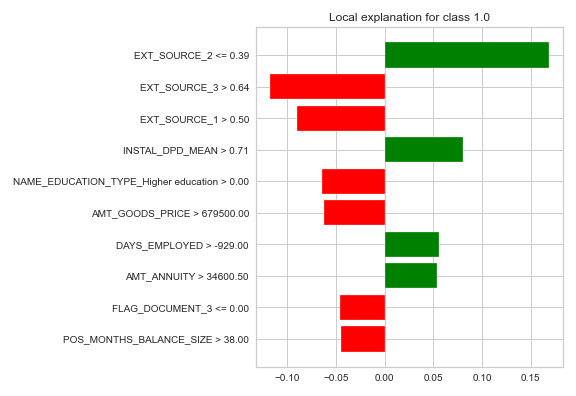 Local explanation for class 1.0
EXT_SOURCE_2 <= 0.39
EXT_SOURCE_3 > 0.64
EXT_SOURCE_1 > 0.50
INSTAL_DPD_MEAN > 0.71
NAME_EDUCATION_TYPE_Higher education > 0.00
AMT_GOODS_PRICE > 679500.00
DAYS_EMPLOYED > -929.00
AMT_ANNUITY > 34600.50
FLAG_DOCUMENT_3 <= 0.00
POS_MONTHS_BALANCE_SIZE > 38.00
−0.10 −0.05 0.00 0.05 0.10 0.15